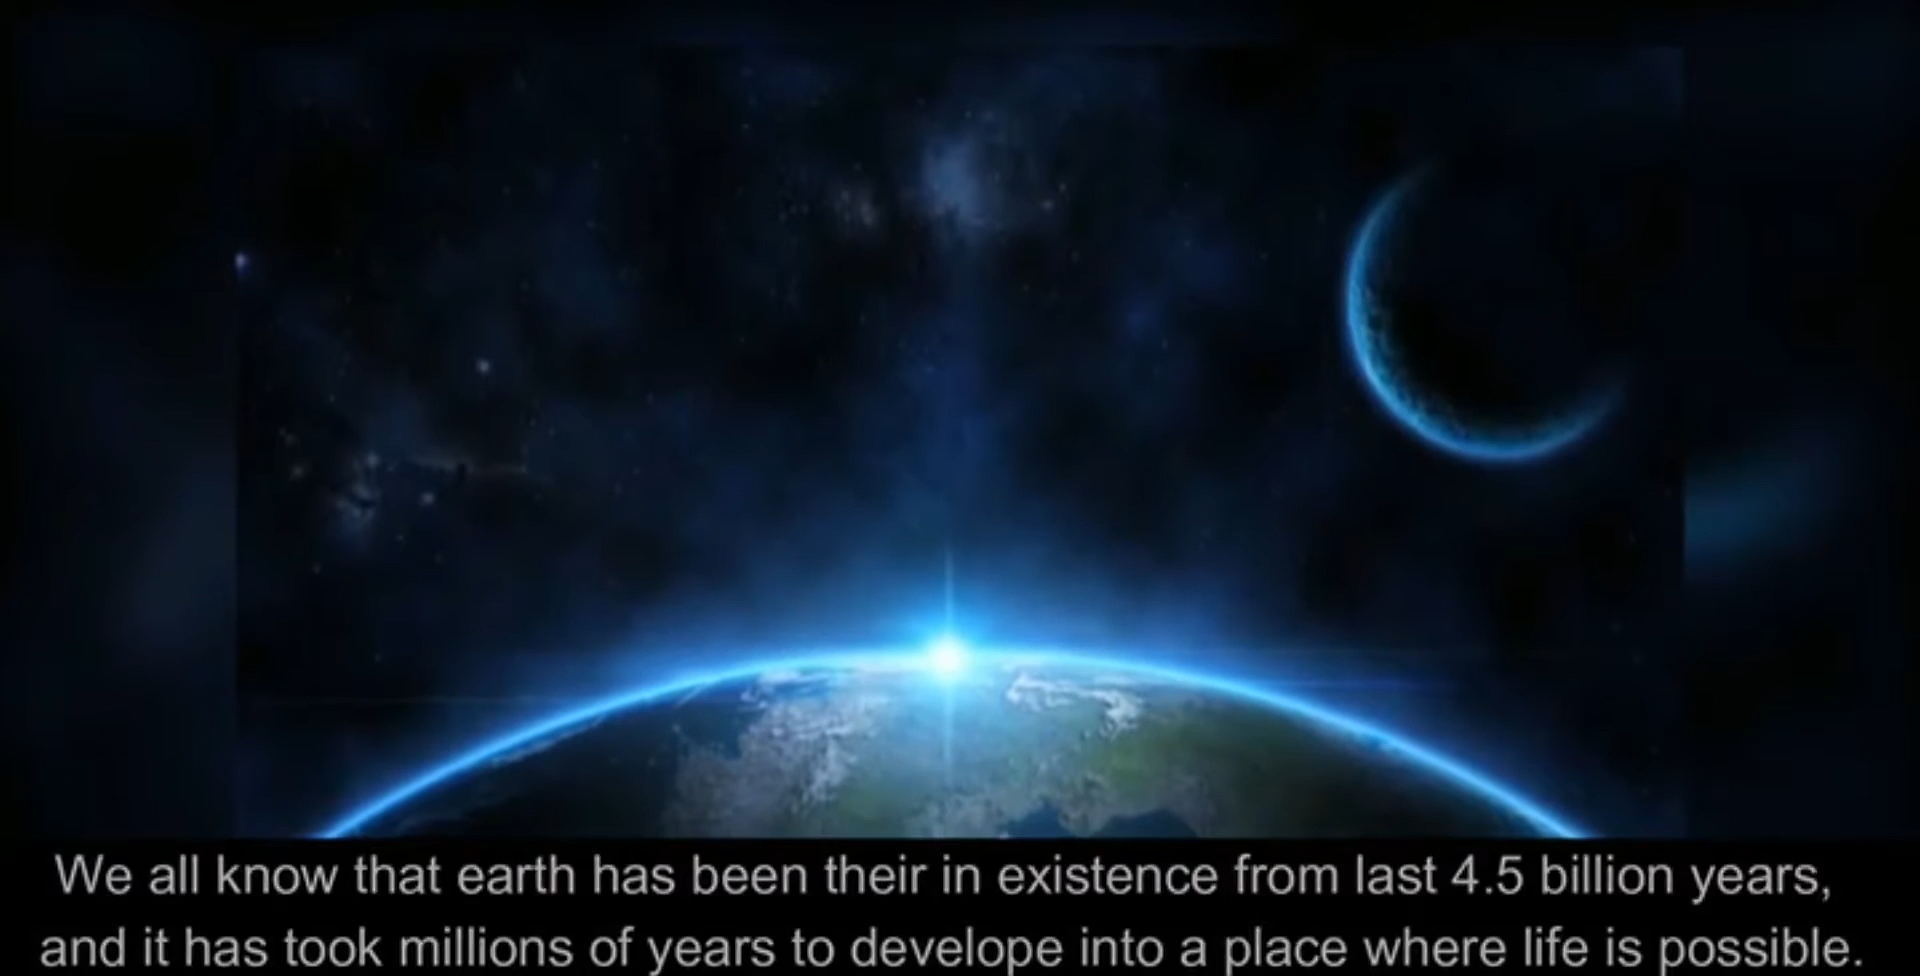 We all know that earth has been their in existence from last 4.5 billion years,
and it has took millions of years to develope into a place where life is possible.